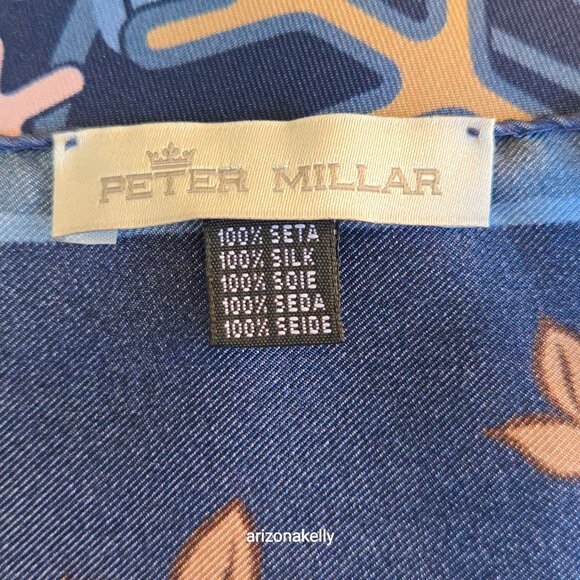 PETER MILLAR
100% SETA
100% SILK
100% SOIE
100% SEDA
100% SEIDE
arizonakelly